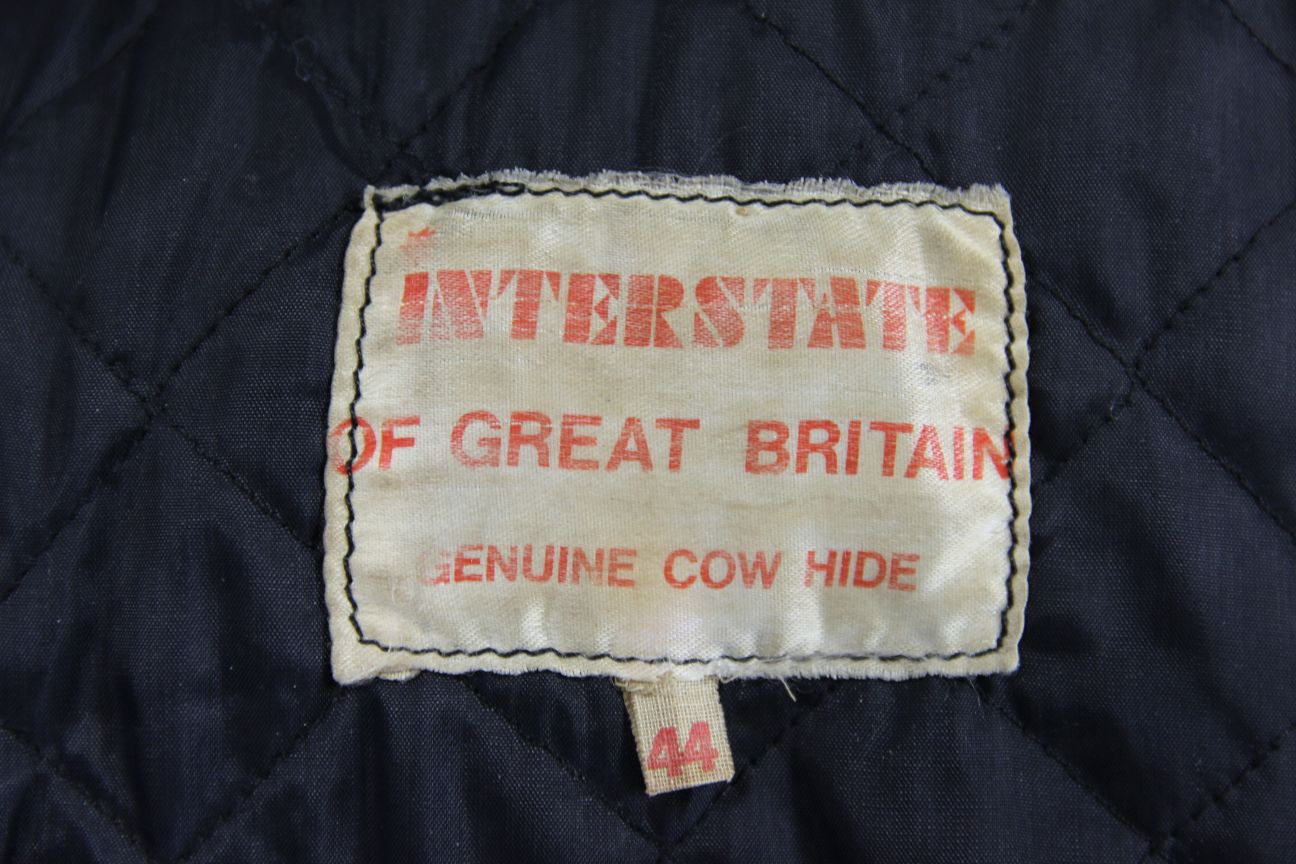 INTERSTATE
OF GREAT BRITAIN
GENUINE COW HIDE
44